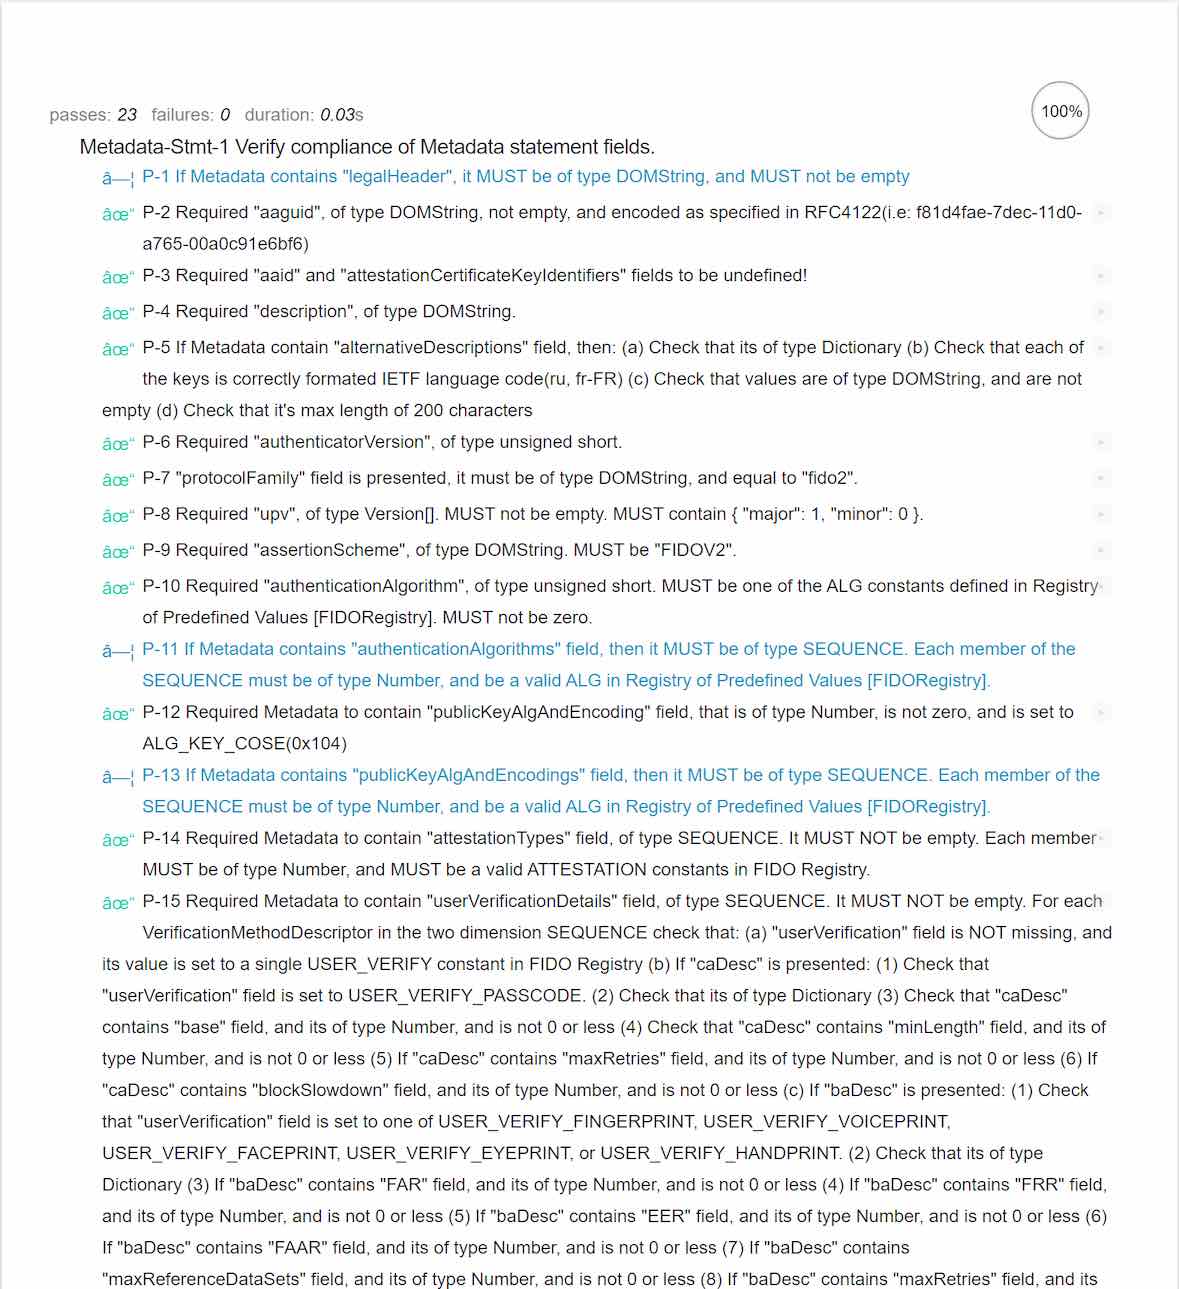 passes: 23 failures: 0 duration: 0.03s
100%
Metadata-Stmt-1 Verify compliance of Metadata statement fields.
â—¦ P-1 If Metadata contains "legalHeader", it MUST be of type DOMString, and MUST not be empty
âœ“ P-2 Required "aaguid", of type DOMString, not empty, and encoded as specified in RFC4122(i.e: f81d4fae-7dec-11d0-
a765-00a0c91e6bf6)
âœ“ P-3 Required "aaid" and "attestationCertificateKeyIdentifiers" fields to be undefined!
âœ“ P-4 Required "description", of type DOMString.
âœ“ P-5 If Metadata contain "alternativeDescriptions" field, then: (a) Check that its of type Dictionary (b) Check that each of
the keys is correctly formated IETF language code(ru, fr-FR) (c) Check that values are of type DOMString, and are not
empty (d) Check that it's max length of 200 characters
âœ“ P-6 Required "authenticatorVersion", of type unsigned short.
âœ“ P-7 "protocolFamily" field is presented, it must be of type DOMString, and equal to "fido2".
âœ“ P-8 Required "upv", of type Version[]. MUST not be empty. MUST contain { "major": 1, "minor": 0 }.
âœ“ P-9 Required "assertionScheme", of type DOMString. MUST be "FIDOV2".
âœ“ P-10 Required "authenticationAlgorithm", of type unsigned short. MUST be one of the ALG constants defined in Registry
of Predefined Values [FIDORegistry]. MUST not be zero.
â—¦ P-11 If Metadata contains "authenticationAlgorithms" field, then it MUST be of type SEQUENCE. Each member of the
SEQUENCE must be of type Number, and be a valid ALG in Registry of Predefined Values [FIDORegistry].
âœ“ P-12 Required Metadata to contain "publicKeyAlgAndEncoding" field, that is of type Number, is not zero, and is set to
ALG_KEY_COSE(0x104)
â—¦ P-13 If Metadata contains "publicKeyAlgAndEncodings" field, then it MUST be of type SEQUENCE. Each member of the
SEQUENCE must be of type Number, and be a valid ALG in Registry of Predefined Values [FIDORegistry].
âœ“ P-14 Required Metadata to contain "attestationTypes" field, of type SEQUENCE. It MUST NOT be empty. Each member
MUST be of type Number, and MUST be a valid ATTESTATION constants in FIDO Registry.
âœ“ P-15 Required Metadata to contain "userVerificationDetails" field, of type SEQUENCE. It MUST NOT be empty. For each
VerificationMethodDescriptor in the two dimension SEQUENCE check that: (a) "userVerification" field is NOT missing, and
its value is set to a single USER_VERIFY constant in FIDO Registry (b) If "caDesc" is presented: (1) Check that
"userVerification" field is set to USER_VERIFY_PASSCODE. (2) Check that its of type Dictionary (3) Check that "caDesc"
contains "base" field, and its of type Number, and is not 0 or less (4) Check that "caDesc" contains "minLength" field, and its of
type Number, and is not 0 or less (5) If "caDesc" contains "maxRetries" field, and its of type Number, and is not 0 or less (6) If
"caDesc" contains "blockSlowdown" field, and its of type Number, and is not 0 or less (c) If "baDesc" is presented: (1) Check
that "userVerification" field is set to one of USER_VERIFY_FINGERPRINT, USER_VERIFY_VOICEPRINT,
USER_VERIFY_FACEPRINT, USER_VERIFY_EYEPRINT, or USER_VERIFY_HANDPRINT. (2) Check that its of type
Dictionary (3) If "baDesc" contains "FAR" field, and its of type Number, and is not 0 or less (4) If "baDesc" contains "FRR" field,
and its of type Number, and is not 0 or less (5) If "baDesc" contains "EER" field, and its of type Number, and is not 0 or less (6)
If "baDesc" contains "FAAR" field, and its of type Number, and is not 0 or less (7) If "baDesc" contains
"maxReferenceDataSets" field, and its of type Number, and is not 0 or less (8) If "baDesc" contains "maxRetries" field, and its